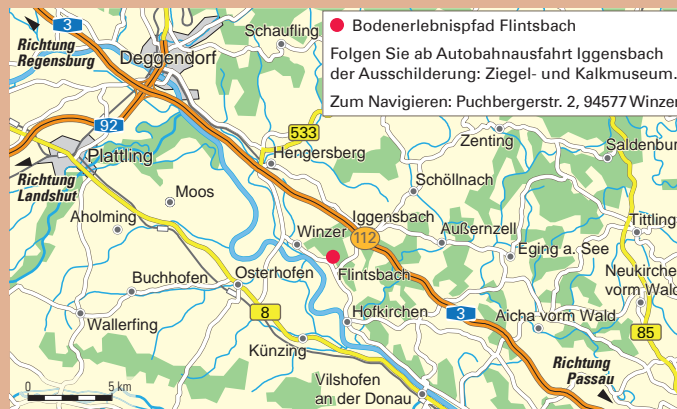 Bodenerlebnispfad Flintsbach
Folgen Sie ab Autobahnausfahrt Iggensbach
der Ausschilderung: Ziegel- und Kalkmuseum.
Zum Navigieren: Puchbergerstr. 2, 94577 Winzer
3
Richtung
Regensburg
Schaufling
Deggendorf
92
533
Zenting
Saldenbur
Plattling
Hengersberg
Richtung
Landshut
Moos
Schöllnach
Aholming
Iggensbach
Tittling
Winzer
112
Außernzell
Eging a. See
Flintsbach
Neukirche
vorm Wald
Buchhofen
Osterhofen
Wallerfing
8
Hofkirchen
3
Aicha vorm Wald
85
Künzing
Richtung
Passau
Vilshofen
an der Donau
0
5 km